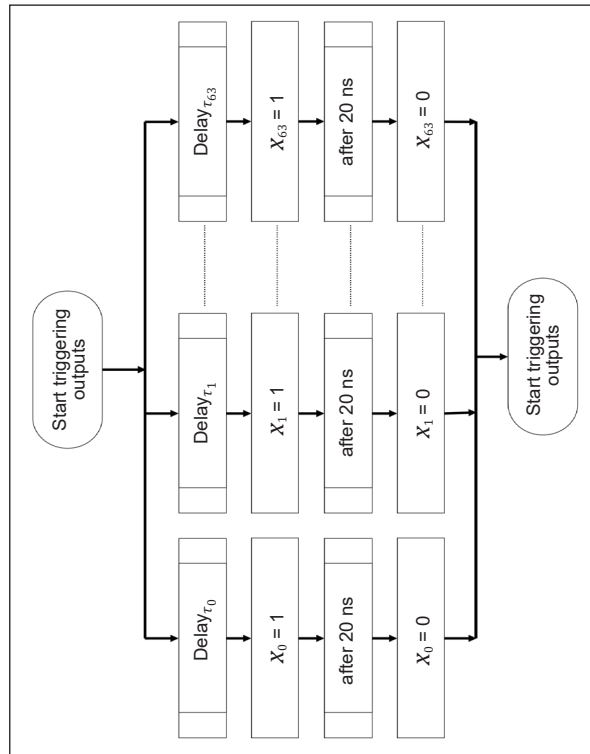 Start triggering
outputs
Delay τ₀
Delay τ₁
Delay τ₆₃
X₀ = 1
X₁ = 1
X₆₃ = 1
after 20 ns
after 20 ns
after 20 ns
X₀ = 0
X₁ = 0
X₆₃ = 0
Start triggering
outputs